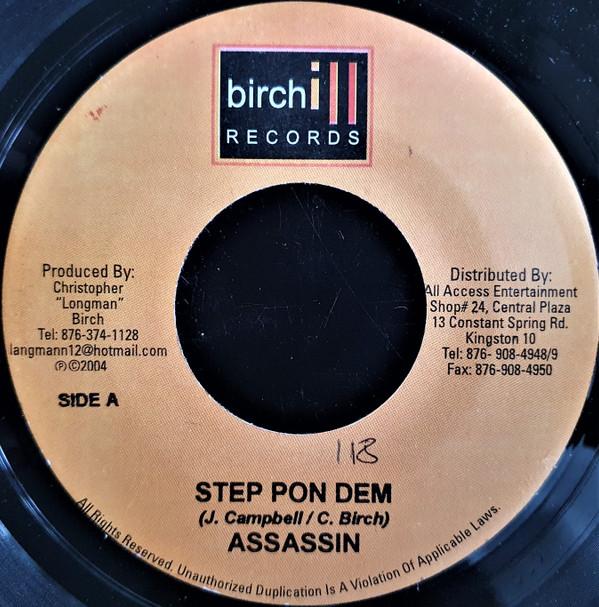 birchill
RECORDS
Produced By:
Christopher
"Longman"
Birch
Tel: 876-374-1128
langmann12@hotmail.com
℗©2004
SIDE A
Distributed By:
All Access Entertainment
Shop# 24, Central Plaza
13 Constant Spring Rd.
Kingston 10
Tel: 876- 908-4948/9
Fax: 876-908-4950
118
STEP PON DEM
(J. Campbell / C. Birch)
ASSASSIN
All Rights Reserved. Unauthorized Duplication Is A Violation Of Applicable Laws.